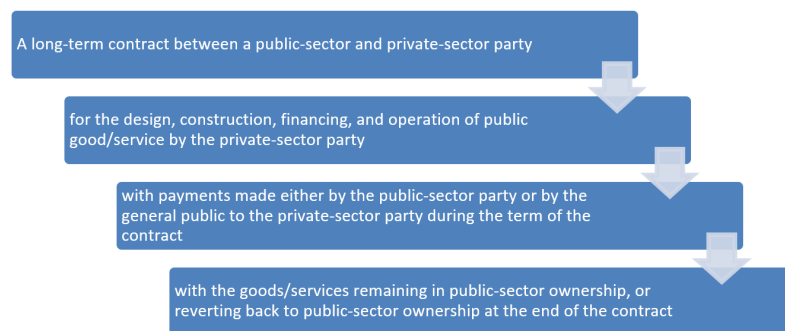 A long-term contract between a public-sector and private-sector party
for the design, construction, financing, and operation of public
good/service by the private-sector party
with payments made either by the public-sector party or by the
general public to the private-sector party during the term of the
contract
with the goods/services remaining in public-sector ownership, or
reverting back to public-sector ownership at the end of the contract